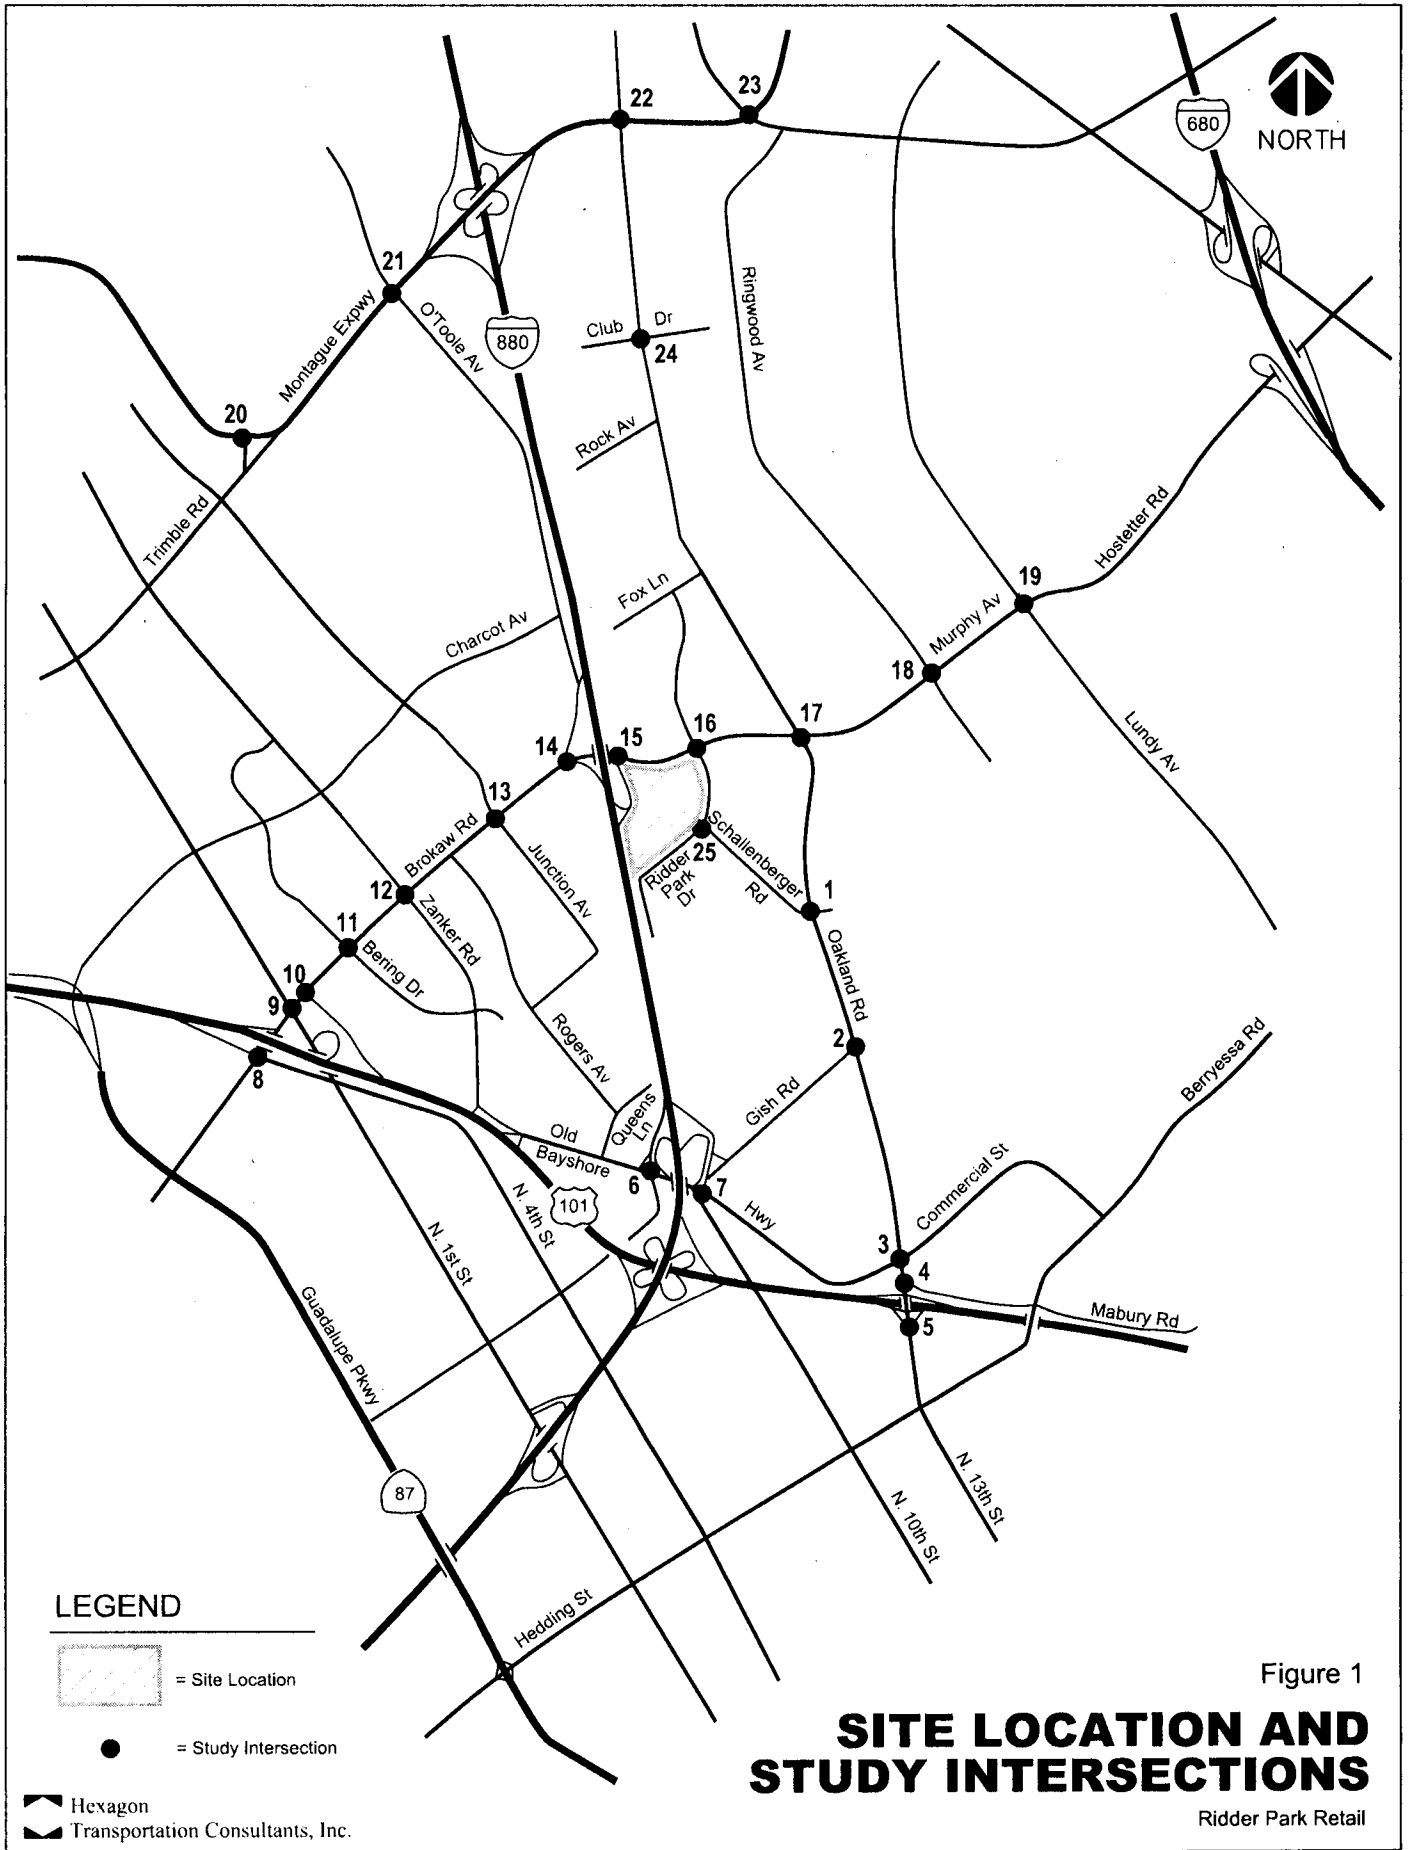 23
22
680
NORTH
21
Montague Expwy
O'Toole Av
880
Club Dr
24
Ringwood Av
20
Rock Av
Trimble Rd
Hostetter Rd
Fox Ln
19
Charcot Av
Murphy Av
18
17
16
15
14
Lundy Av
13
Brokaw Rd
Junction Av
Schallenberger
Rd
25
Ridder
Park
Dr
12
Zanker Rd
1
11
Bering Dr
Oakland Rd
10
9
2
8
Rogers Av
Gish Rd
Berryessa Rd
Queens
Ln
Old
Bayshore
6
7
Hwy
Commercial St
101
N. 4th St
N. 1st St
3
4
5
Mabury Rd
Guadalupe Pkwy
87
N. 13th St
N. 10th St
Hedding St
LEGEND
= Site Location
= Study Intersection
Hexagon
Transportation Consultants, Inc.
Figure 1
SITE LOCATION AND
STUDY INTERSECTIONS
Ridder Park Retail